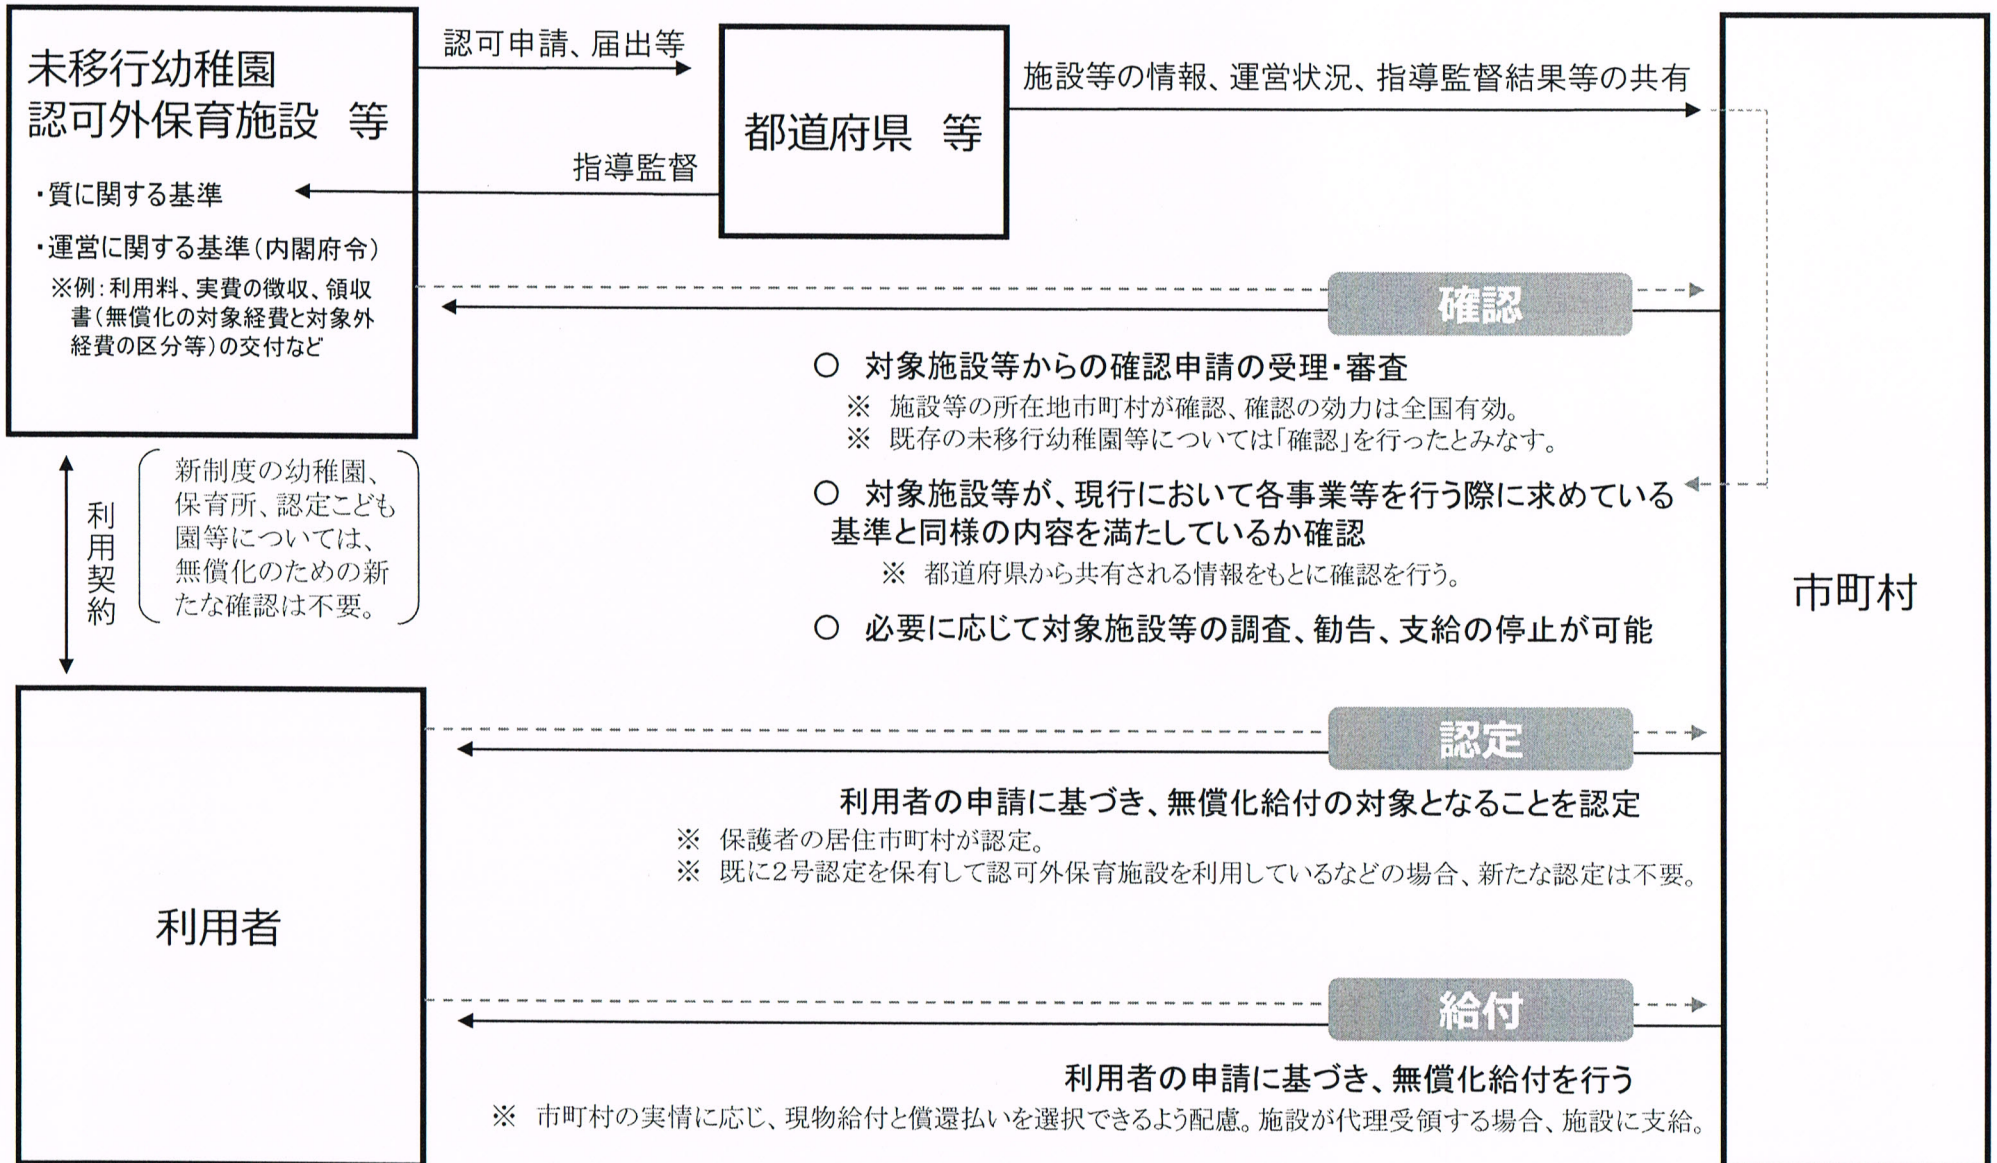 未移行幼稚園
認可外保育施設 等
・質に関する基準
・運営に関する基準(内閣府令)
※例:利用料、実費の徴収、領収
書(無償化の対象経費と対象外
経費の区分等)の交付など
認可申請、届出等
指導監督
都道府県 等
施設等の情報、運営状況、指導監督結果等の共有
市町村
確認
○ 対象施設等からの確認申請の受理・審査
※ 施設等の所在地市町村が確認、確認の効力は全国有効。
※ 既存の未移行幼稚園等については「確認」を行ったとみなす。
○ 対象施設等が、現行において各事業等を行う際に求めている
基準と同様の内容を満たしているか確認
※ 都道府県から共有される情報をもとに確認を行う。
○ 必要に応じて対象施設等の調査、勧告、支給の停止が可能
利用契約
新制度の幼稚園、
保育所、認定こども
園等については、
無償化のための新
たな確認は不要。
利用者
認定
利用者の申請に基づき、無償化給付の対象となることを認定
※ 保護者の居住市町村が認定。
※ 既に2号認定を保有して認可外保育施設を利用しているなどの場合、新たな認定は不要。
給付
利用者の申請に基づき、無償化給付を行う
※ 市町村の実情に応じ、現物給付と償還払いを選択できるよう配慮。施設が代理受領する場合、施設に支給。